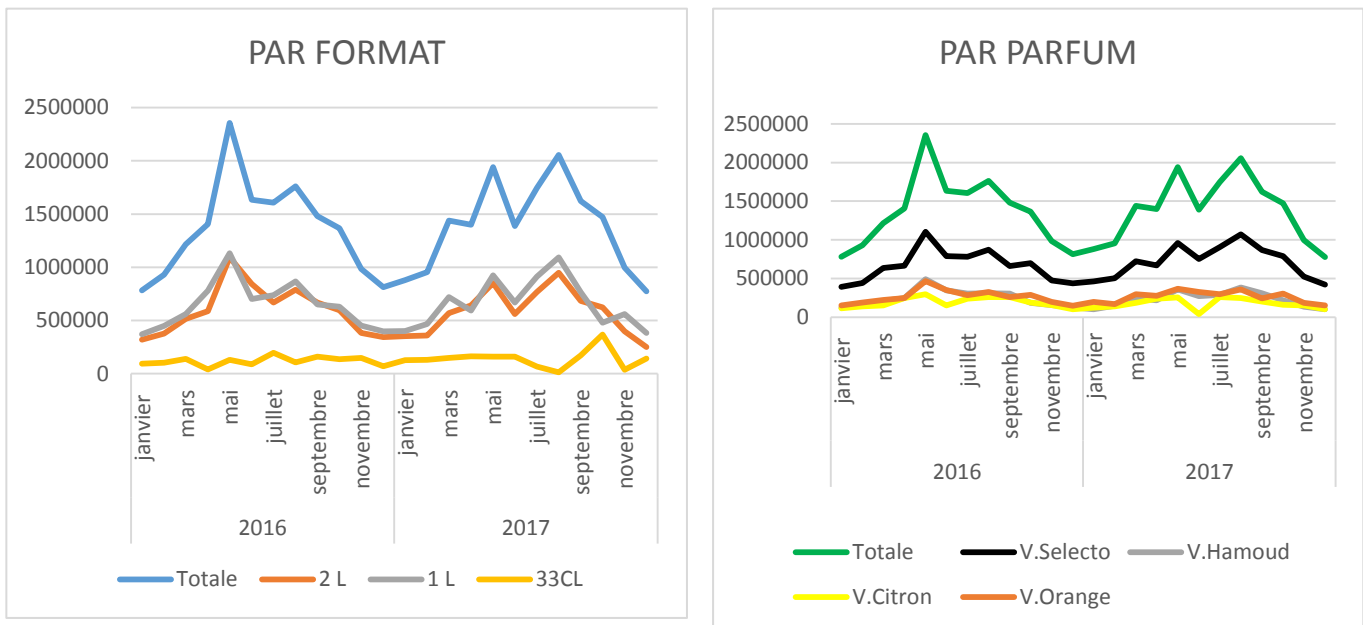 PAR FORMAT
2500000
2000000
1500000
1000000
500000
0
janvier
mars
mai
juillet
septembre
novembre
janvier
mars
mai
juillet
septembre
novembre
2016
2017
Totale
2 L
1 L
33CL
PAR PARFUM
2500000
2000000
1500000
1000000
500000
0
janvier
mars
mai
juillet
septembre
novembre
janvier
mars
mai
juillet
septembre
novembre
2016
2017
Totale
V.Selecto
V.Hamoud
V.Citron
V.Orange